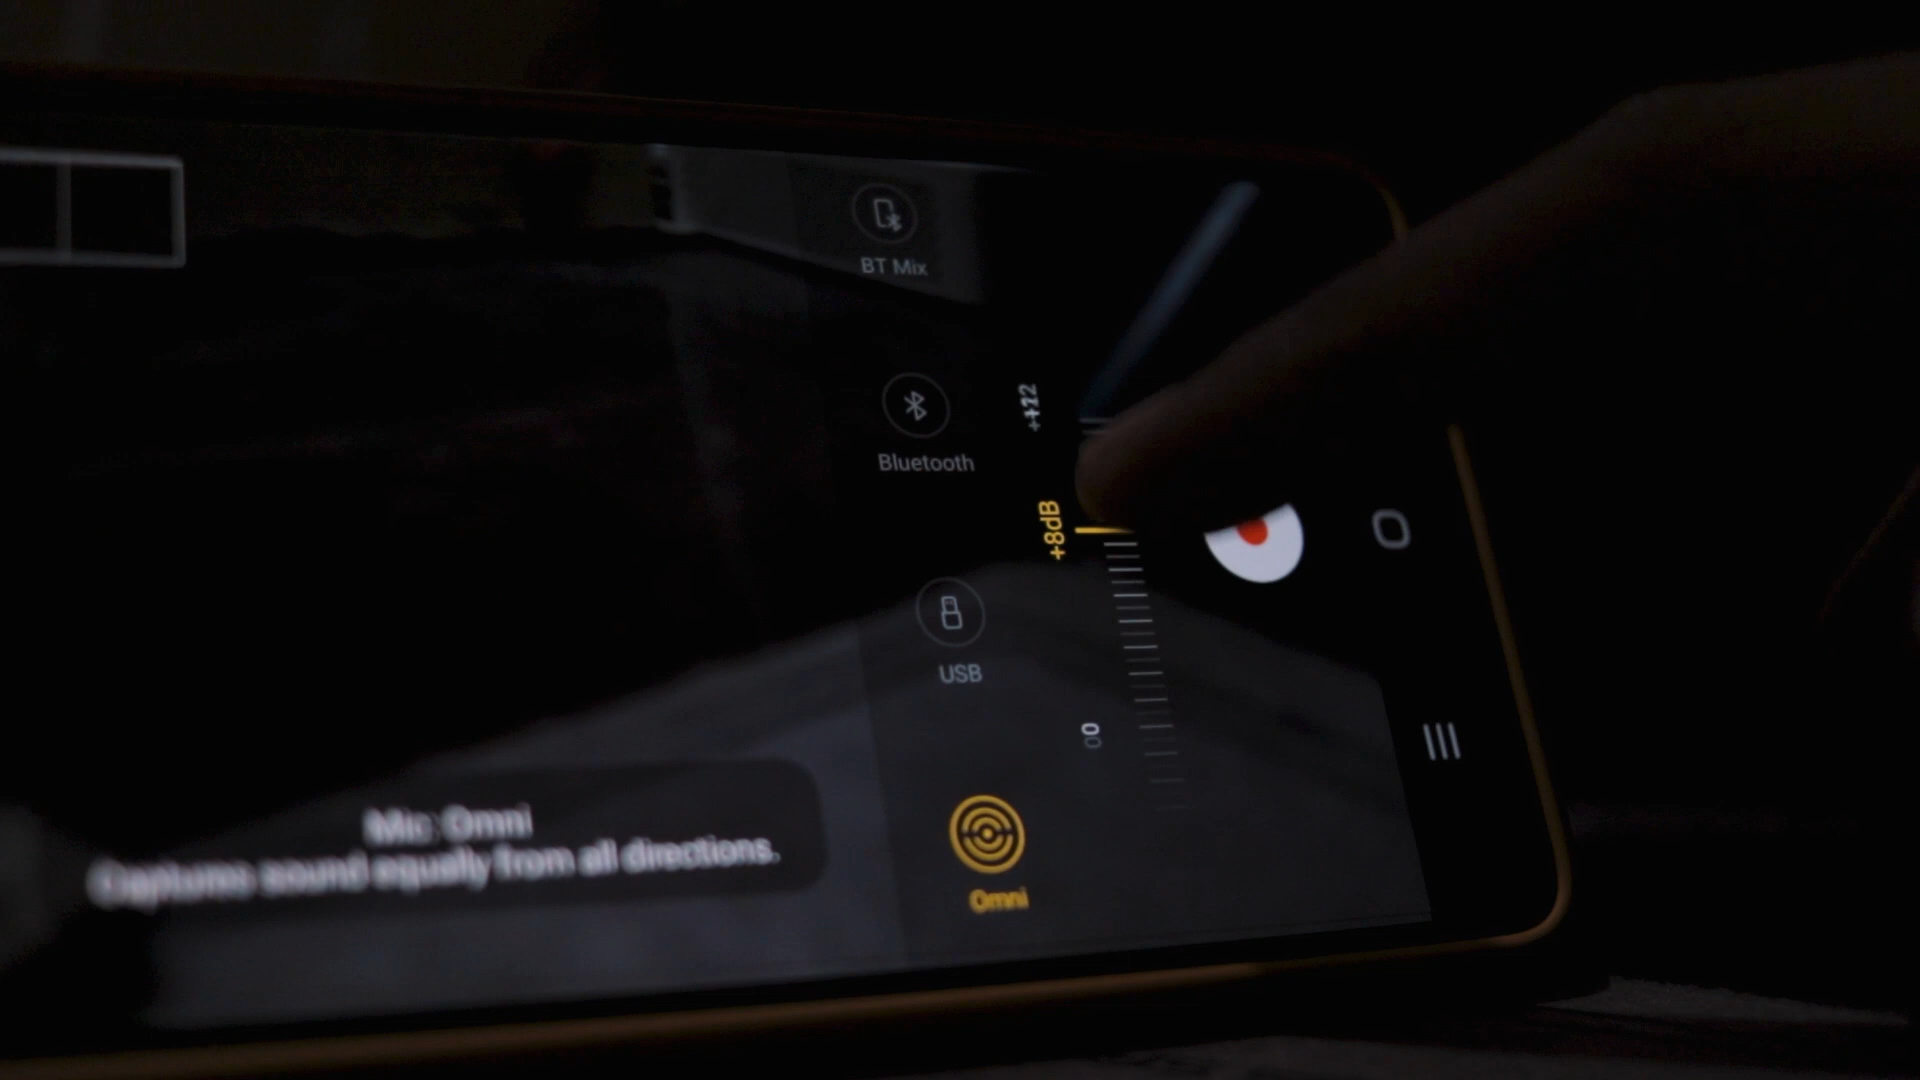 BT Mix
Bluetooth
+12
+8dB
USB
0
Mic: Omni
Captures sound equally from all directions.
Omni